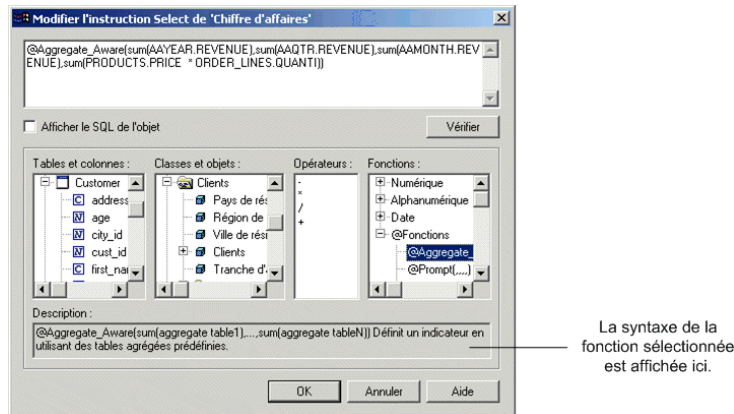 Modifier l'instruction Select de 'Chiffre d'affaires'
@Aggregate_Aware(sum(AAYEAR.REVENUE),sum(AAQTR.REVENUE),sum(AAMONTH.REV
ENUE),sum(PRODUCTS.PRICE * ORDER_LINES.QUANTI))
Afficher le SQL de l'objet
Vérifier
Tables et colonnes :
Classes et objets :
Opérateurs :
Fonctions :
Customer
address
age
city_id
cust_id
first_nar
Clients
Pays de rés
Région de
Ville de rési
Clients
Tranche d'
-
*
/
+
Numérique
Alphanumérique
Date
@Fonctions
@Aggregate_
@Prompt(,,,,)
Description :
@Aggregate_Aware(sum(aggregate table1),...,sum(aggregate tableN)) Définit un indicateur en
utilisant des tables agrégées prédéfinies.
OK
Annuler
Aide
La syntaxe de la
fonction sélectionnée
est affichée ici.